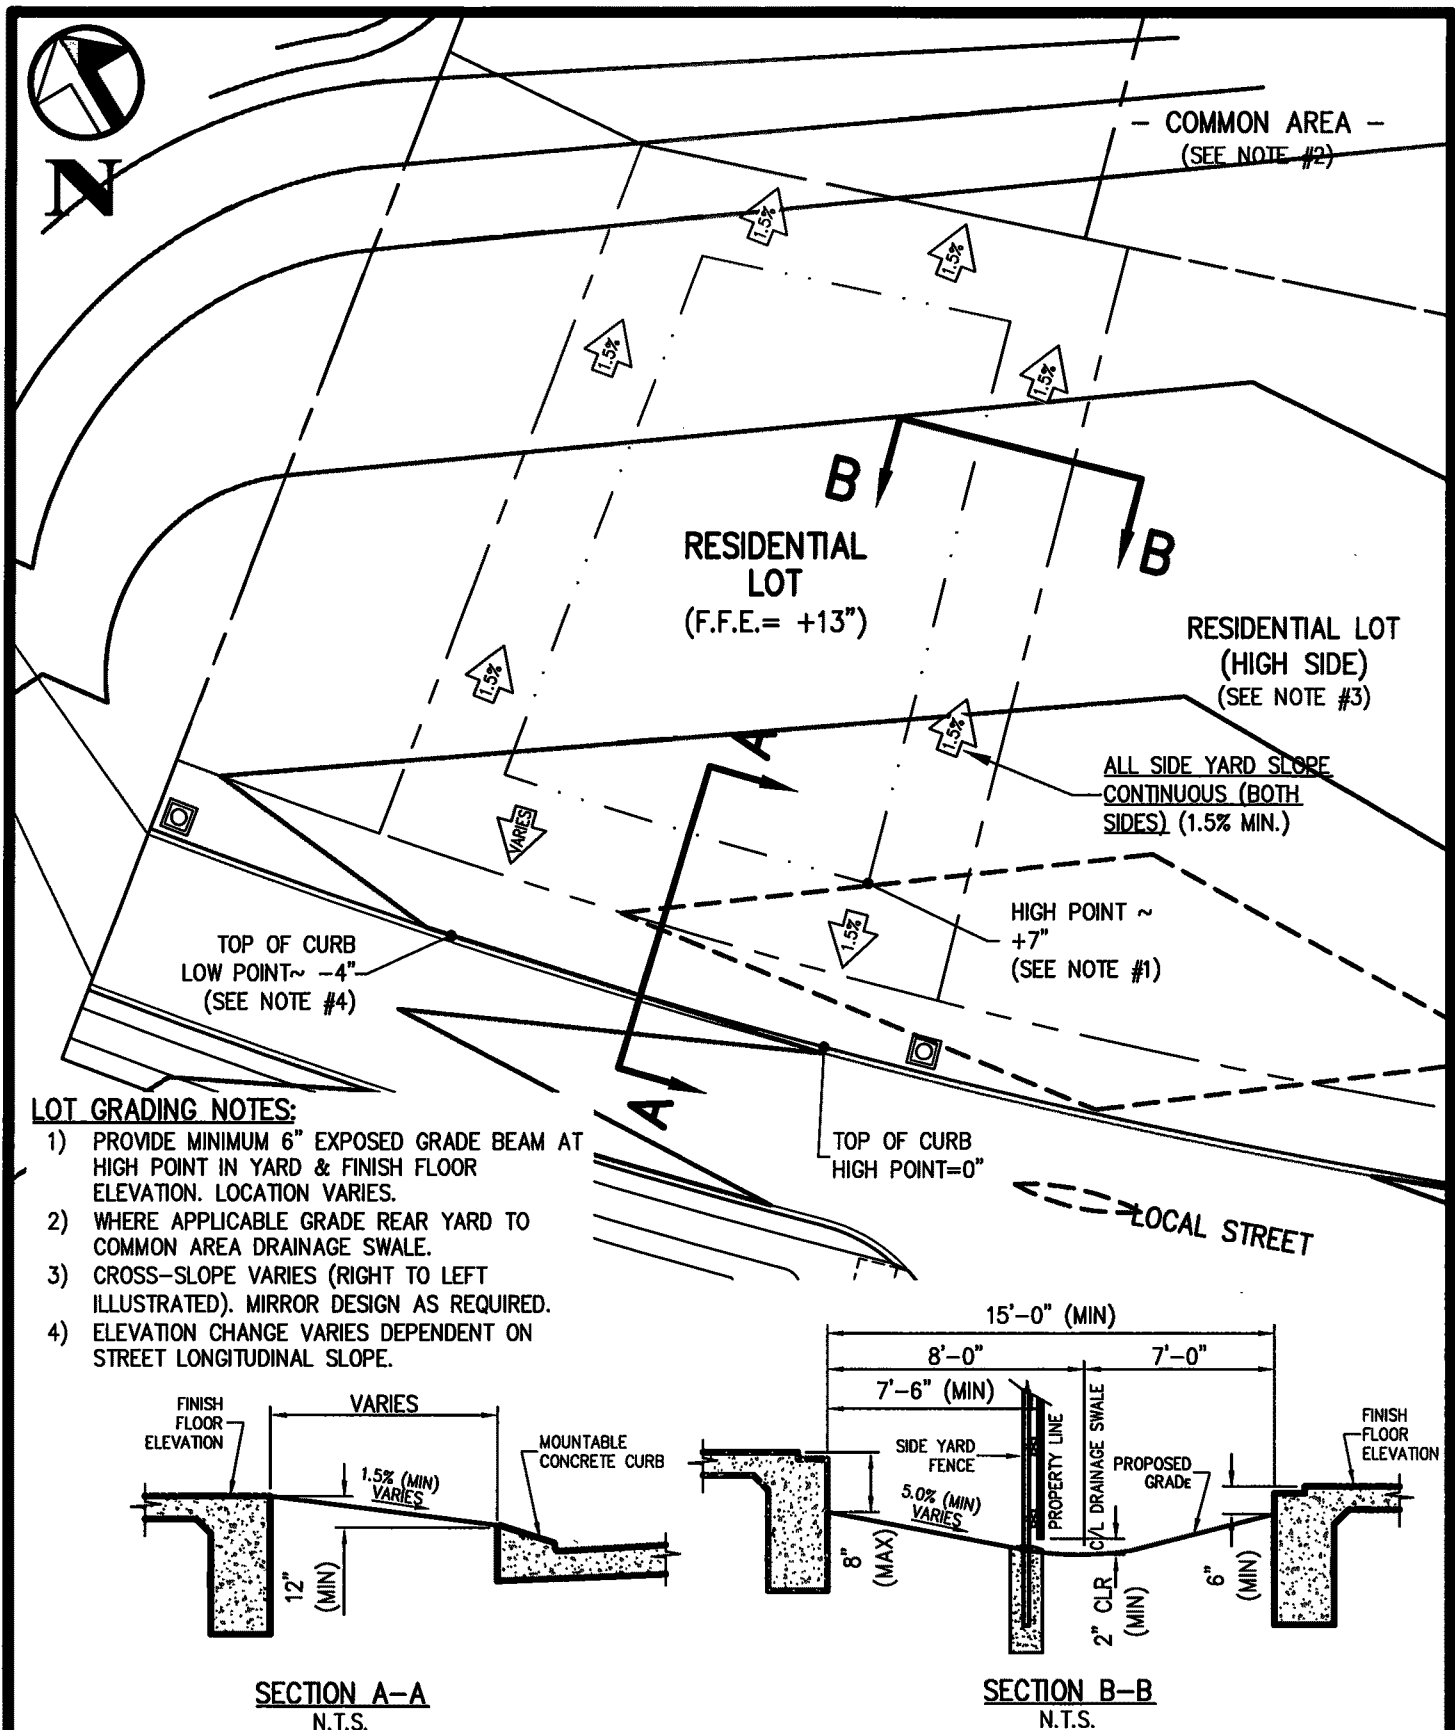 N
- COMMON AREA -
(SEE NOTE #2)
1.5%
1.5%
1.5%
1.5%
B
B
RESIDENTIAL
LOT
(F.F.E.= +13")
RESIDENTIAL LOT
(HIGH SIDE)
(SEE NOTE #3)
1.5%
1.5%
A
ALL SIDE YARD SLOPE
CONTINUOUS (BOTH
SIDES) (1.5% MIN.)
VARIES
HIGH POINT ~
+7"
(SEE NOTE #1)
1.5%
TOP OF CURB
LOW POINT~ -4"
(SEE NOTE #4)
A
TOP OF CURB
HIGH POINT=0"
LOCAL STREET
LOT GRADING NOTES:
1) PROVIDE MINIMUM 6" EXPOSED GRADE BEAM AT
HIGH POINT IN YARD & FINISH FLOOR
ELEVATION. LOCATION VARIES.
2) WHERE APPLICABLE GRADE REAR YARD TO
COMMON AREA DRAINAGE SWALE.
3) CROSS-SLOPE VARIES (RIGHT TO LEFT
ILLUSTRATED). MIRROR DESIGN AS REQUIRED.
4) ELEVATION CHANGE VARIES DEPENDENT ON
STREET LONGITUDINAL SLOPE.
FINISH
FLOOR
ELEVATION
VARIES
1.5% (MIN)
VARIES
MOUNTABLE
CONCRETE CURB
12"
(MIN)
SECTION A-A
N.T.S.
15'-0" (MIN)
8'-0"
7'-0"
7'-6" (MIN)
SIDE YARD
FENCE
PROPERTY LINE
C/L DRAINAGE SWALE
PROPOSED
GRADE
FINISH
FLOOR
ELEVATION
5.0% (MIN)
VARIES
8"
(MAX)
2" CLR
(MIN)
6"
(MIN)
SECTION B-B
N.T.S.